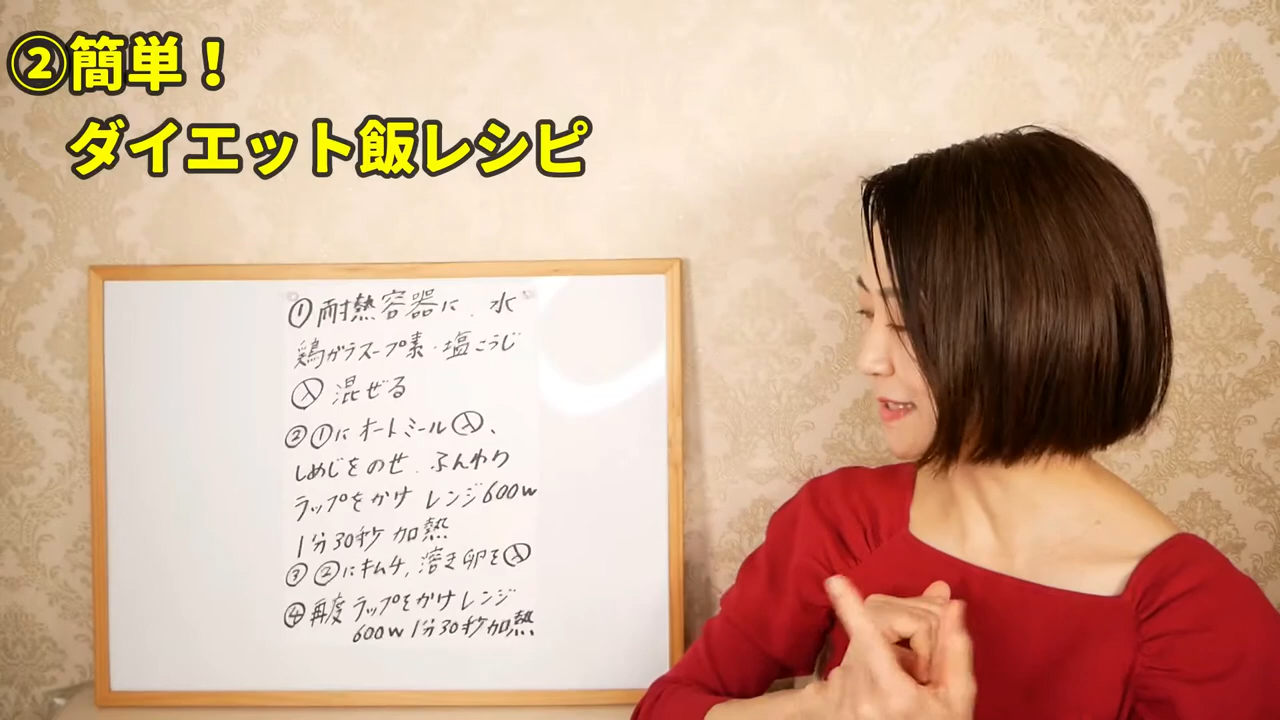 ②簡単！
ダイエット飯レシピ
①耐熱容器に、水
鶏ガラスープ素・塩こうじ
入 混ぜる
②①にオートミール入、
しめじをのせ、ふんわり
ラップをかけ レンジ600w
1分30秒 加熱
③ ②にキムチ，溶き卵を入
④再度 ラップをかけレンジ
600w 1分30秒加熱